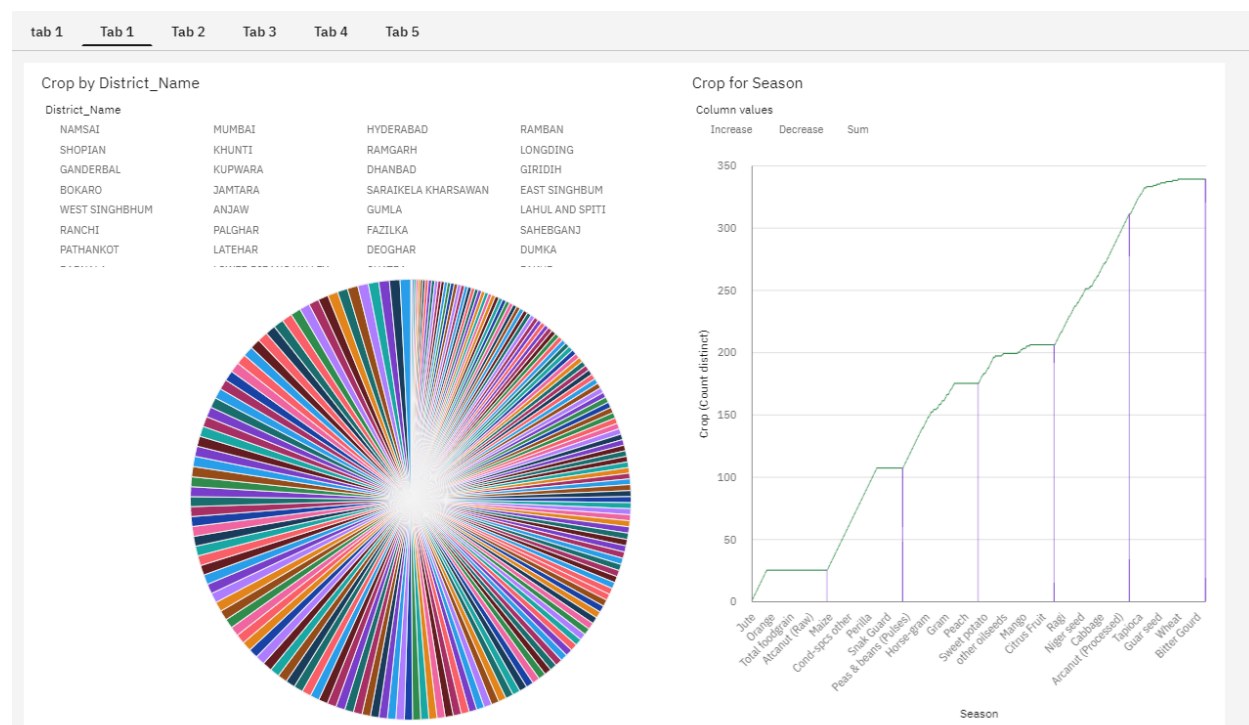 tab 1 Tab 1 Tab 2 Tab 3 Tab 4 Tab 5
Crop by District_Name
District_Name
NAMSAI MUMBAI HYDERABAD RAMBAN
SHOPIAN KHUNTI RAMGARH LONGDING
GANDERBAL KUPWARA DHANBAD GIRIDIH
BOKARO JAMTARA SARAIKELA KHARSAWAN EAST SINGHBUM
WEST SINGHBHUM ANJAW GUMLA LAHUL AND SPITI
RANCHI PALGHAR FAZILKA SAHEBGANJ
PATHANKOT LATEHAR DEOGHAR DUMKA
Crop for Season
Column values
Increase Decrease Sum
350
300
250
200
150
100
50
0
Crop (Count distinct)
Jute
Orange
Total foodgrain
Atcanut (Raw)
Maize
Cond-spcs other
Perilla
Snak Guard
Peas & beans (Pulses)
Horse-gram
Gram
Peach
Sweet potato
other oilseeds
Mango
Citrus Fruit
Ragi
Niger seed
Cabbage
Arcanut (Processed)
Tapioca
Guar seed
Wheat
Bitter Gourd
Season